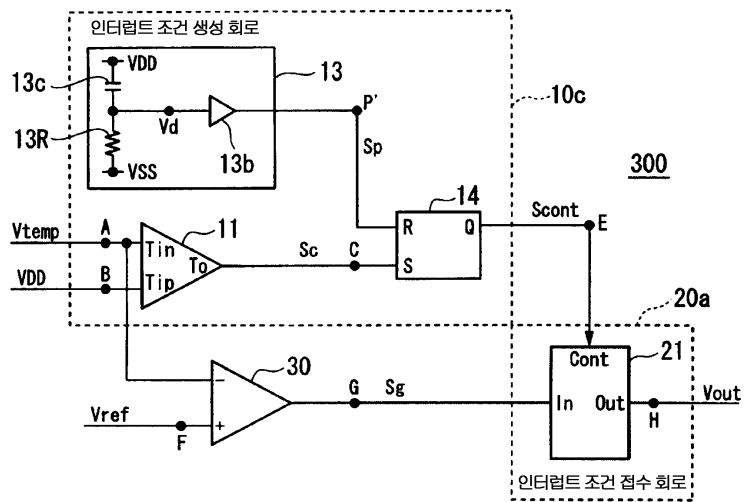 인터럽트 조건 생성 회로
VDD
13
13c
P'
10c
Vd
13R
13b
Sp
VSS
300
14
Vtemp
A
11
R
Q
Scont
E
Tin
To
Sc
C
S
VDD
B
Tip
20a
Cont
21
30
G
Sg
In
Out
Vout
Vref
F
H
인터럽트 조건 접수 회로
-
+